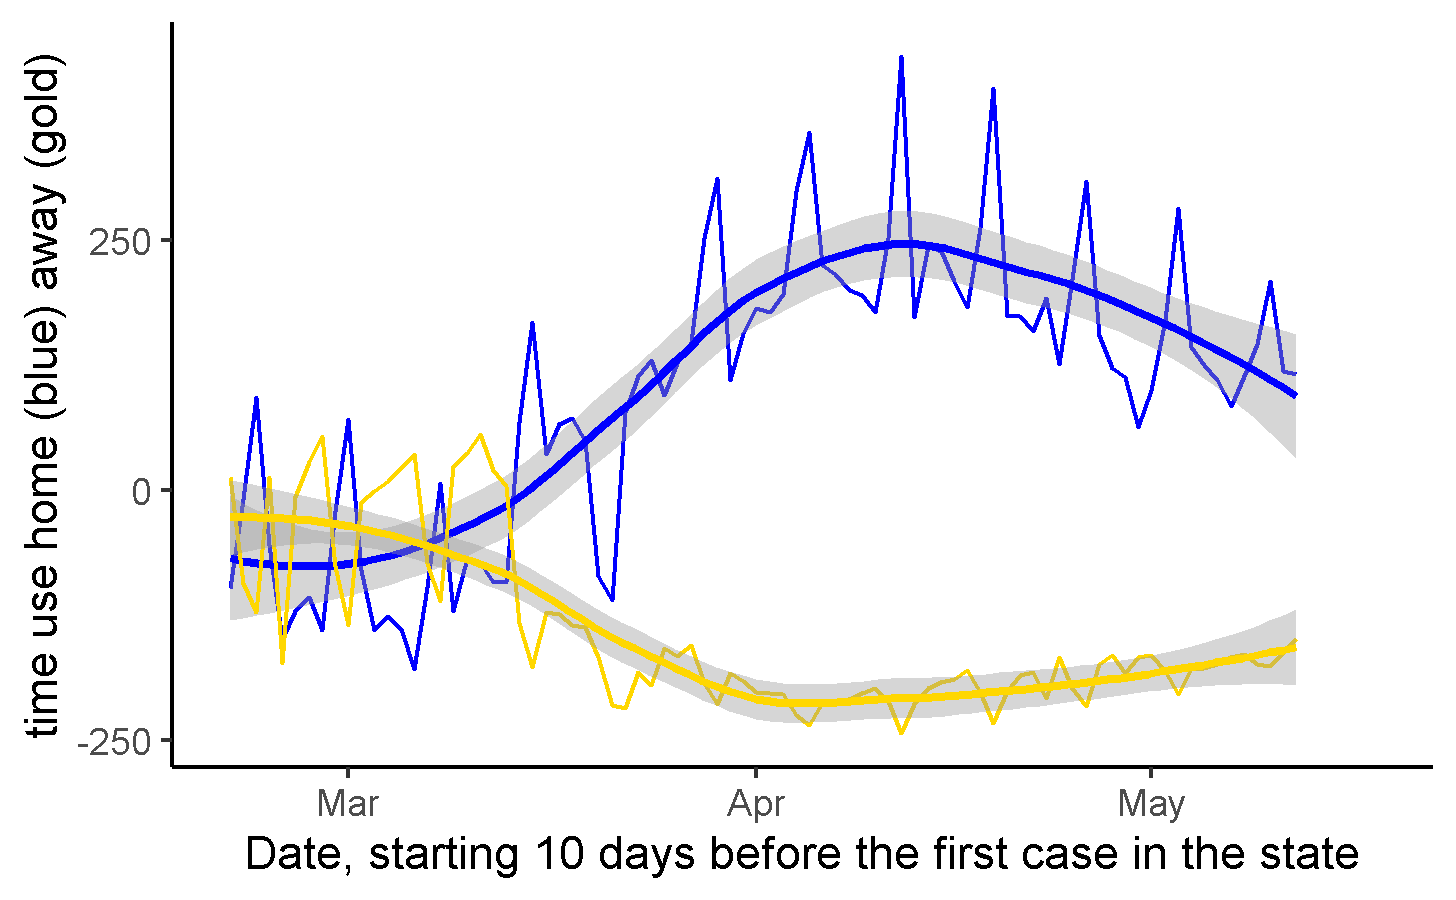 time use home (blue) away (gold)
250
0
-250
Mar
Apr
May
Date, starting 10 days before the first case in the state